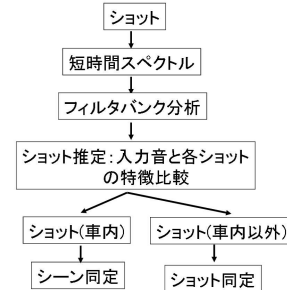 ショット
短時間スペクトル
フィルタバンク分析
ショット推定：入力音と各ショット
の特徴比較
ショット(車内)
ショット(車内以外)
シーン同定
ショット同定